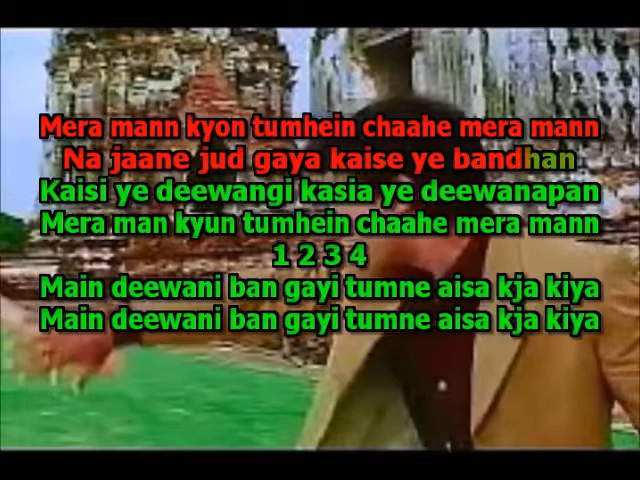 Mera mann kyon tumhein chaahe mera mann
Na jaane jud gaya kaise ye bandhan
Kaisi ye deewangi kasia ye deewanapan
Mera man kyun tumhein chaahe mera mann
1 2 3 4
Main deewani ban gayi tumne aisa kja kiya
Main deewani ban gayi tumne aisa kja kiya